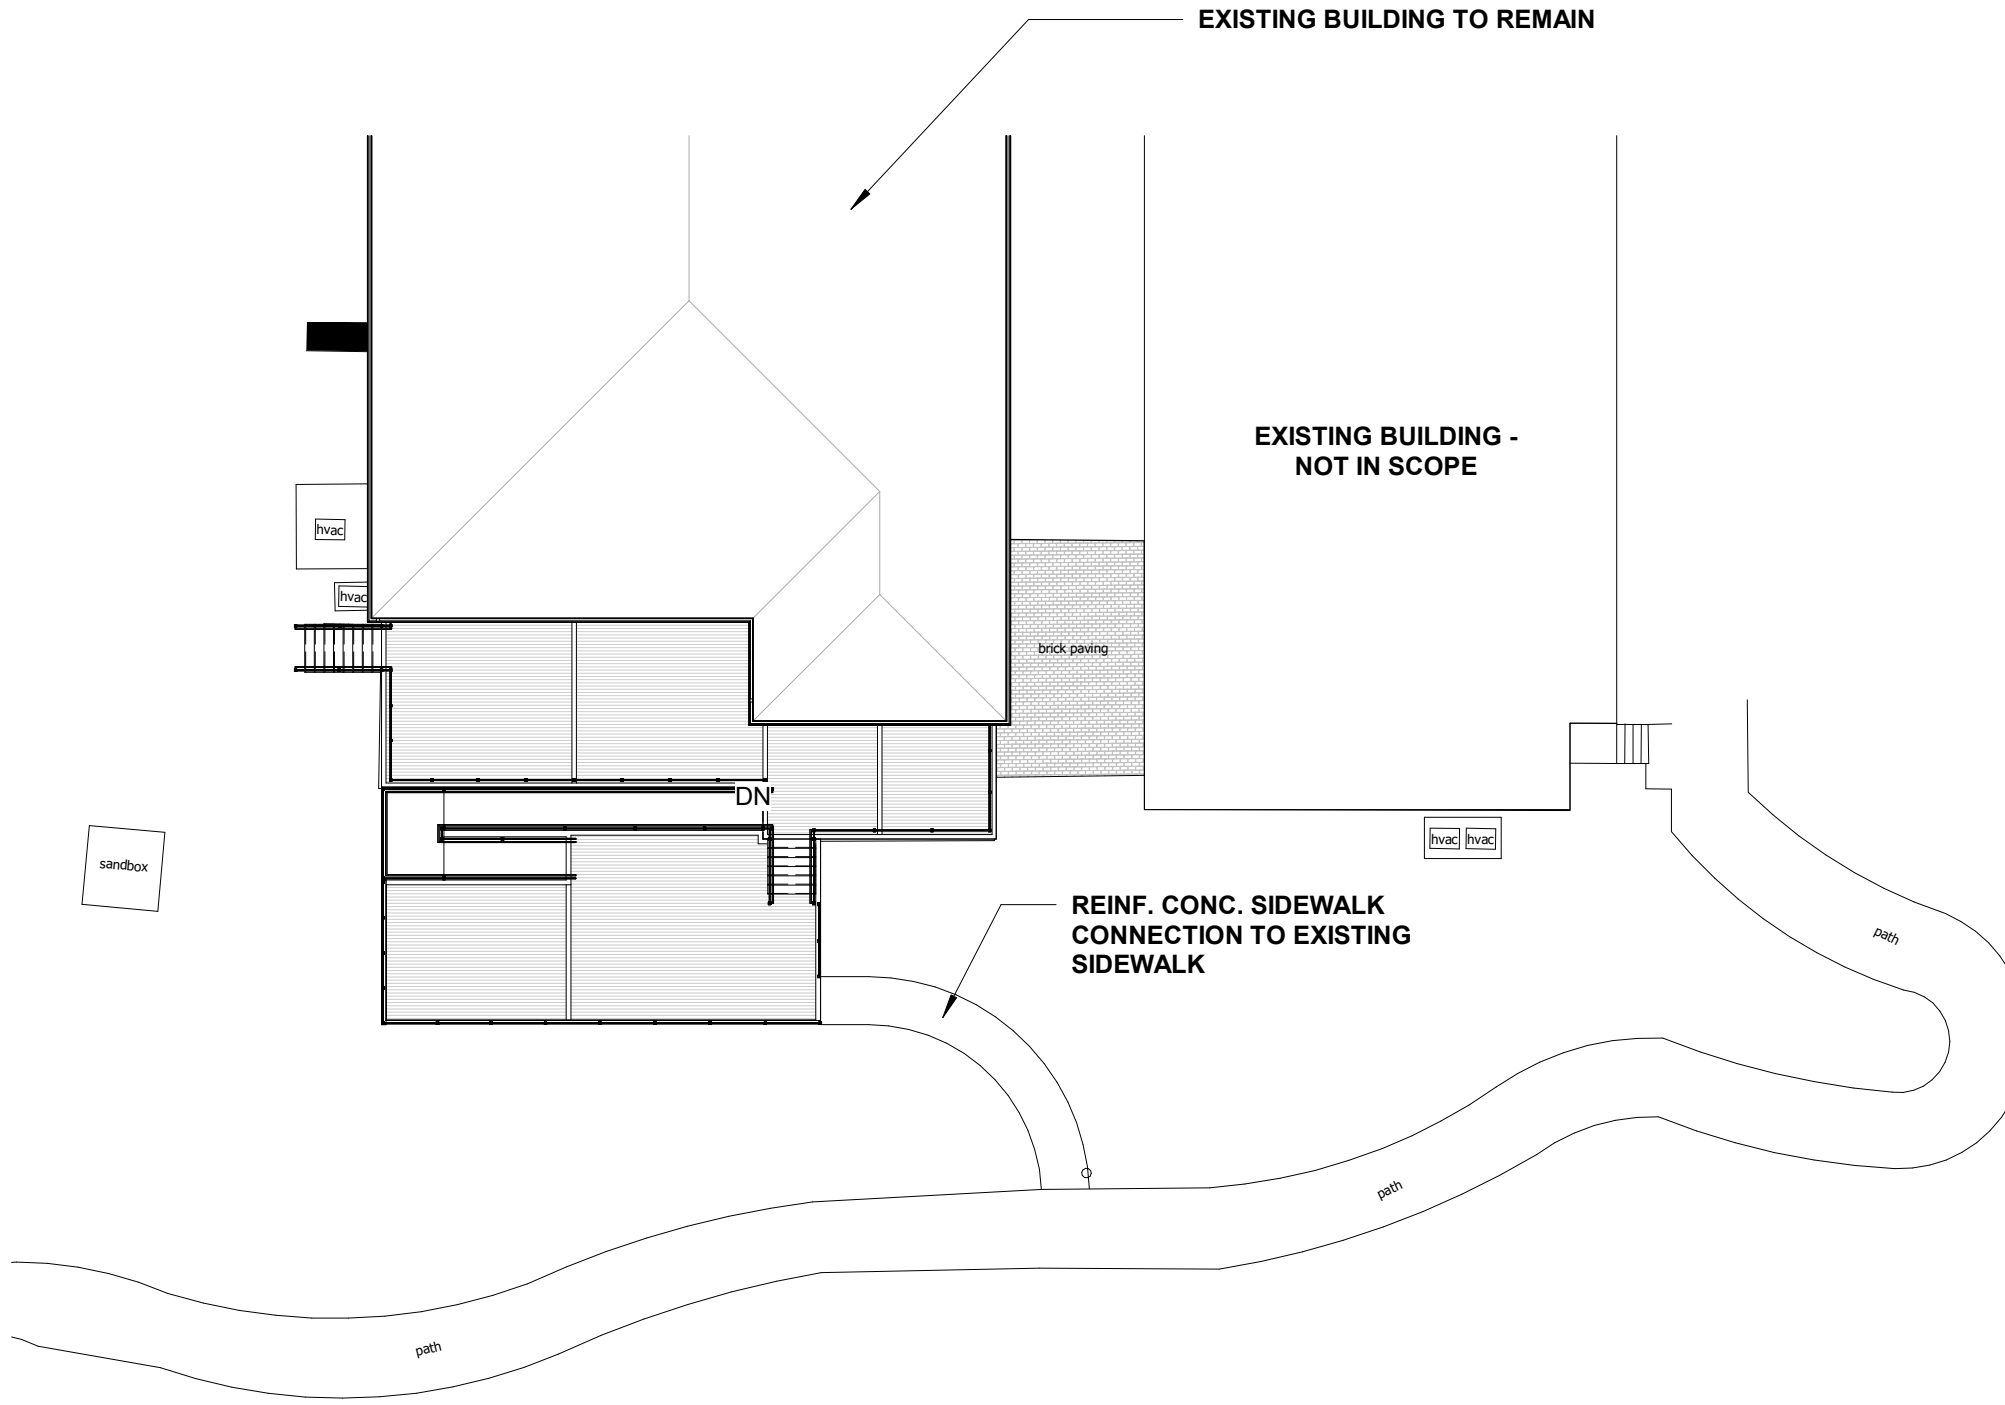 EXISTING BUILDING TO REMAIN
EXISTING BUILDING -
NOT IN SCOPE
hvac
hvac
brick paving
DN
sandbox
hvac hvac
REINF. CONC. SIDEWALK
CONNECTION TO EXISTING
SIDEWALK
path
path
path